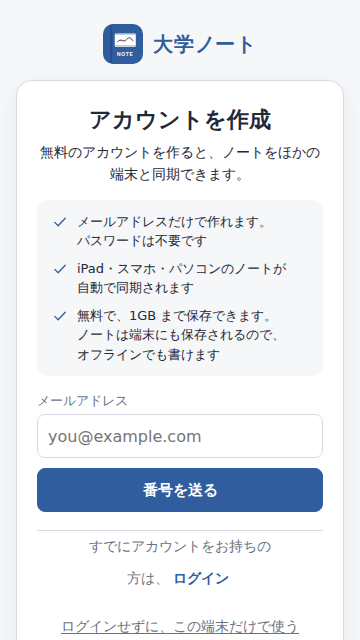 NOTE
大学ノート
アカウントを作成
無料のアカウントを作ると、ノートをほかの
端末と同期できます。
メールアドレスだけで作れます。
パスワードは不要です
iPad・スマホ・パソコンのノートが
自動で同期されます
無料で、1GB まで保存できます。
ノートは端末にも保存されるので、
オフラインでも書けます
メールアドレス
you@example.com
番号を送る
すでにアカウントをお持ちの
方は、 ログイン
ログインせずに、この端末だけで使う